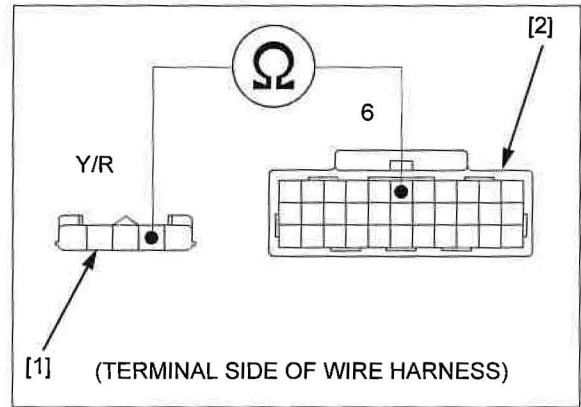 [2]
Ω
6
Y/R
[1]
(TERMINAL SIDE OF WIRE HARNESS)